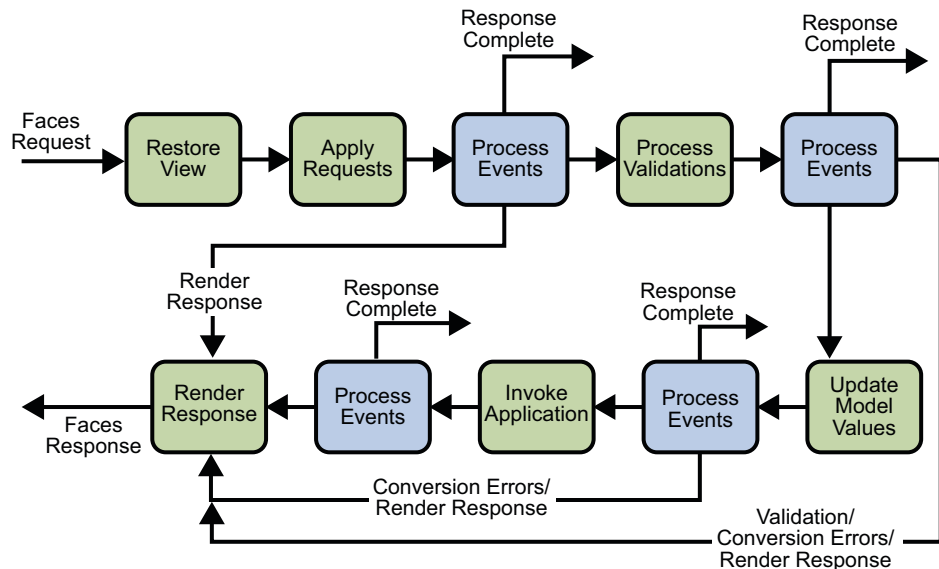 Response
Complete
Response
Complete
Faces
Request
Restore
View
Apply
Requests
Process
Events
Process
Validations
Process
Events
Render
Response
Response
Complete
Response
Complete
Render
Response
Process
Events
Invoke
Application
Process
Events
Update
Model
Values
Faces
Response
Conversion Errors/
Render Response
Validation/
Conversion Errors/
Render Response